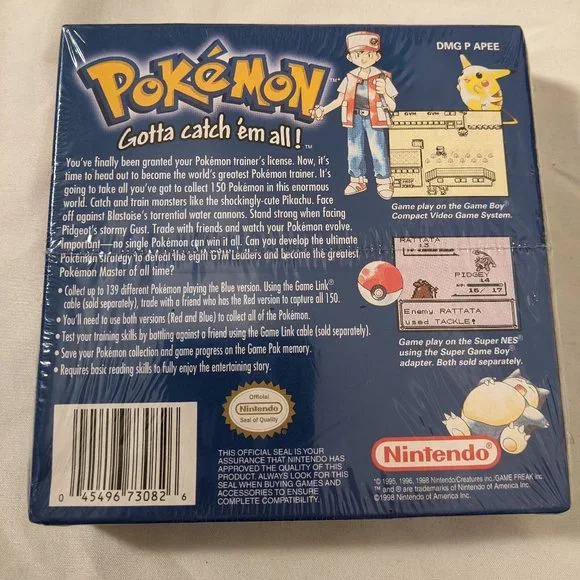 DMG P APEE
POKéMON™
Gotta catch 'em all!™
You've finally been granted your Pokémon trainer's license. Now, it's
time to head out to become the world's greatest Pokémon trainer. It's
going to take all you've got to collect 150 Pokémon in this enormous
world. Catch and train monsters like the shockingly-cute Pikachu. Face
off against Blastoise's torrential water cannons. Stand strong when facing
Pidgeot's stormy Gust. Trade with friends and watch your Pokémon evolve.
Important—no single Pokémon can win it all. Can you develop the ultimate
Pokémon strategy to defeat the eight GYM Leaders and become the greatest
Pokémon Master of all time?
• Collect up to 139 different Pokémon playing the Blue version. Using the Game Link®
cable (sold separately), trade with a friend who has the Red version to capture all 150.
• You'll need to use both versions (Red and Blue) to collect all of the Pokémon.
• Test your training skills by battling against a friend using the Game Link cable (sold separately).
• Save your Pokémon collection and game progress on the Game Pak memory.
• Requires basic reading skills to fully enjoy the entertaining story.
GYM GYM
Game play on the Game Boy®
Compact Video Game System.
RATTATA
13
PIDGEY
14
HP:
16/ 17
Enemy RATTATA
used TACKLE!
Game play on the Super NES®
using the Super Game Boy®
adapter. Both sold separately.
Official
Nintendo
Seal of Quality
THIS OFFICIAL SEAL IS YOUR
ASSURANCE THAT NINTENDO HAS
APPROVED THE QUALITY OF THIS
PRODUCT. ALWAYS LOOK FOR THIS
SEAL WHEN BUYING GAMES AND
ACCESSORIES TO ENSURE
COMPLETE COMPATIBILITY.
Nintendo®
©1995, 1996, 1998 Nintendo/Creatures inc./GAME FREAK inc.
™ and ® are trademarks of Nintendo of America Inc.
©1998 Nintendo of America Inc.
0 45496 73082 6